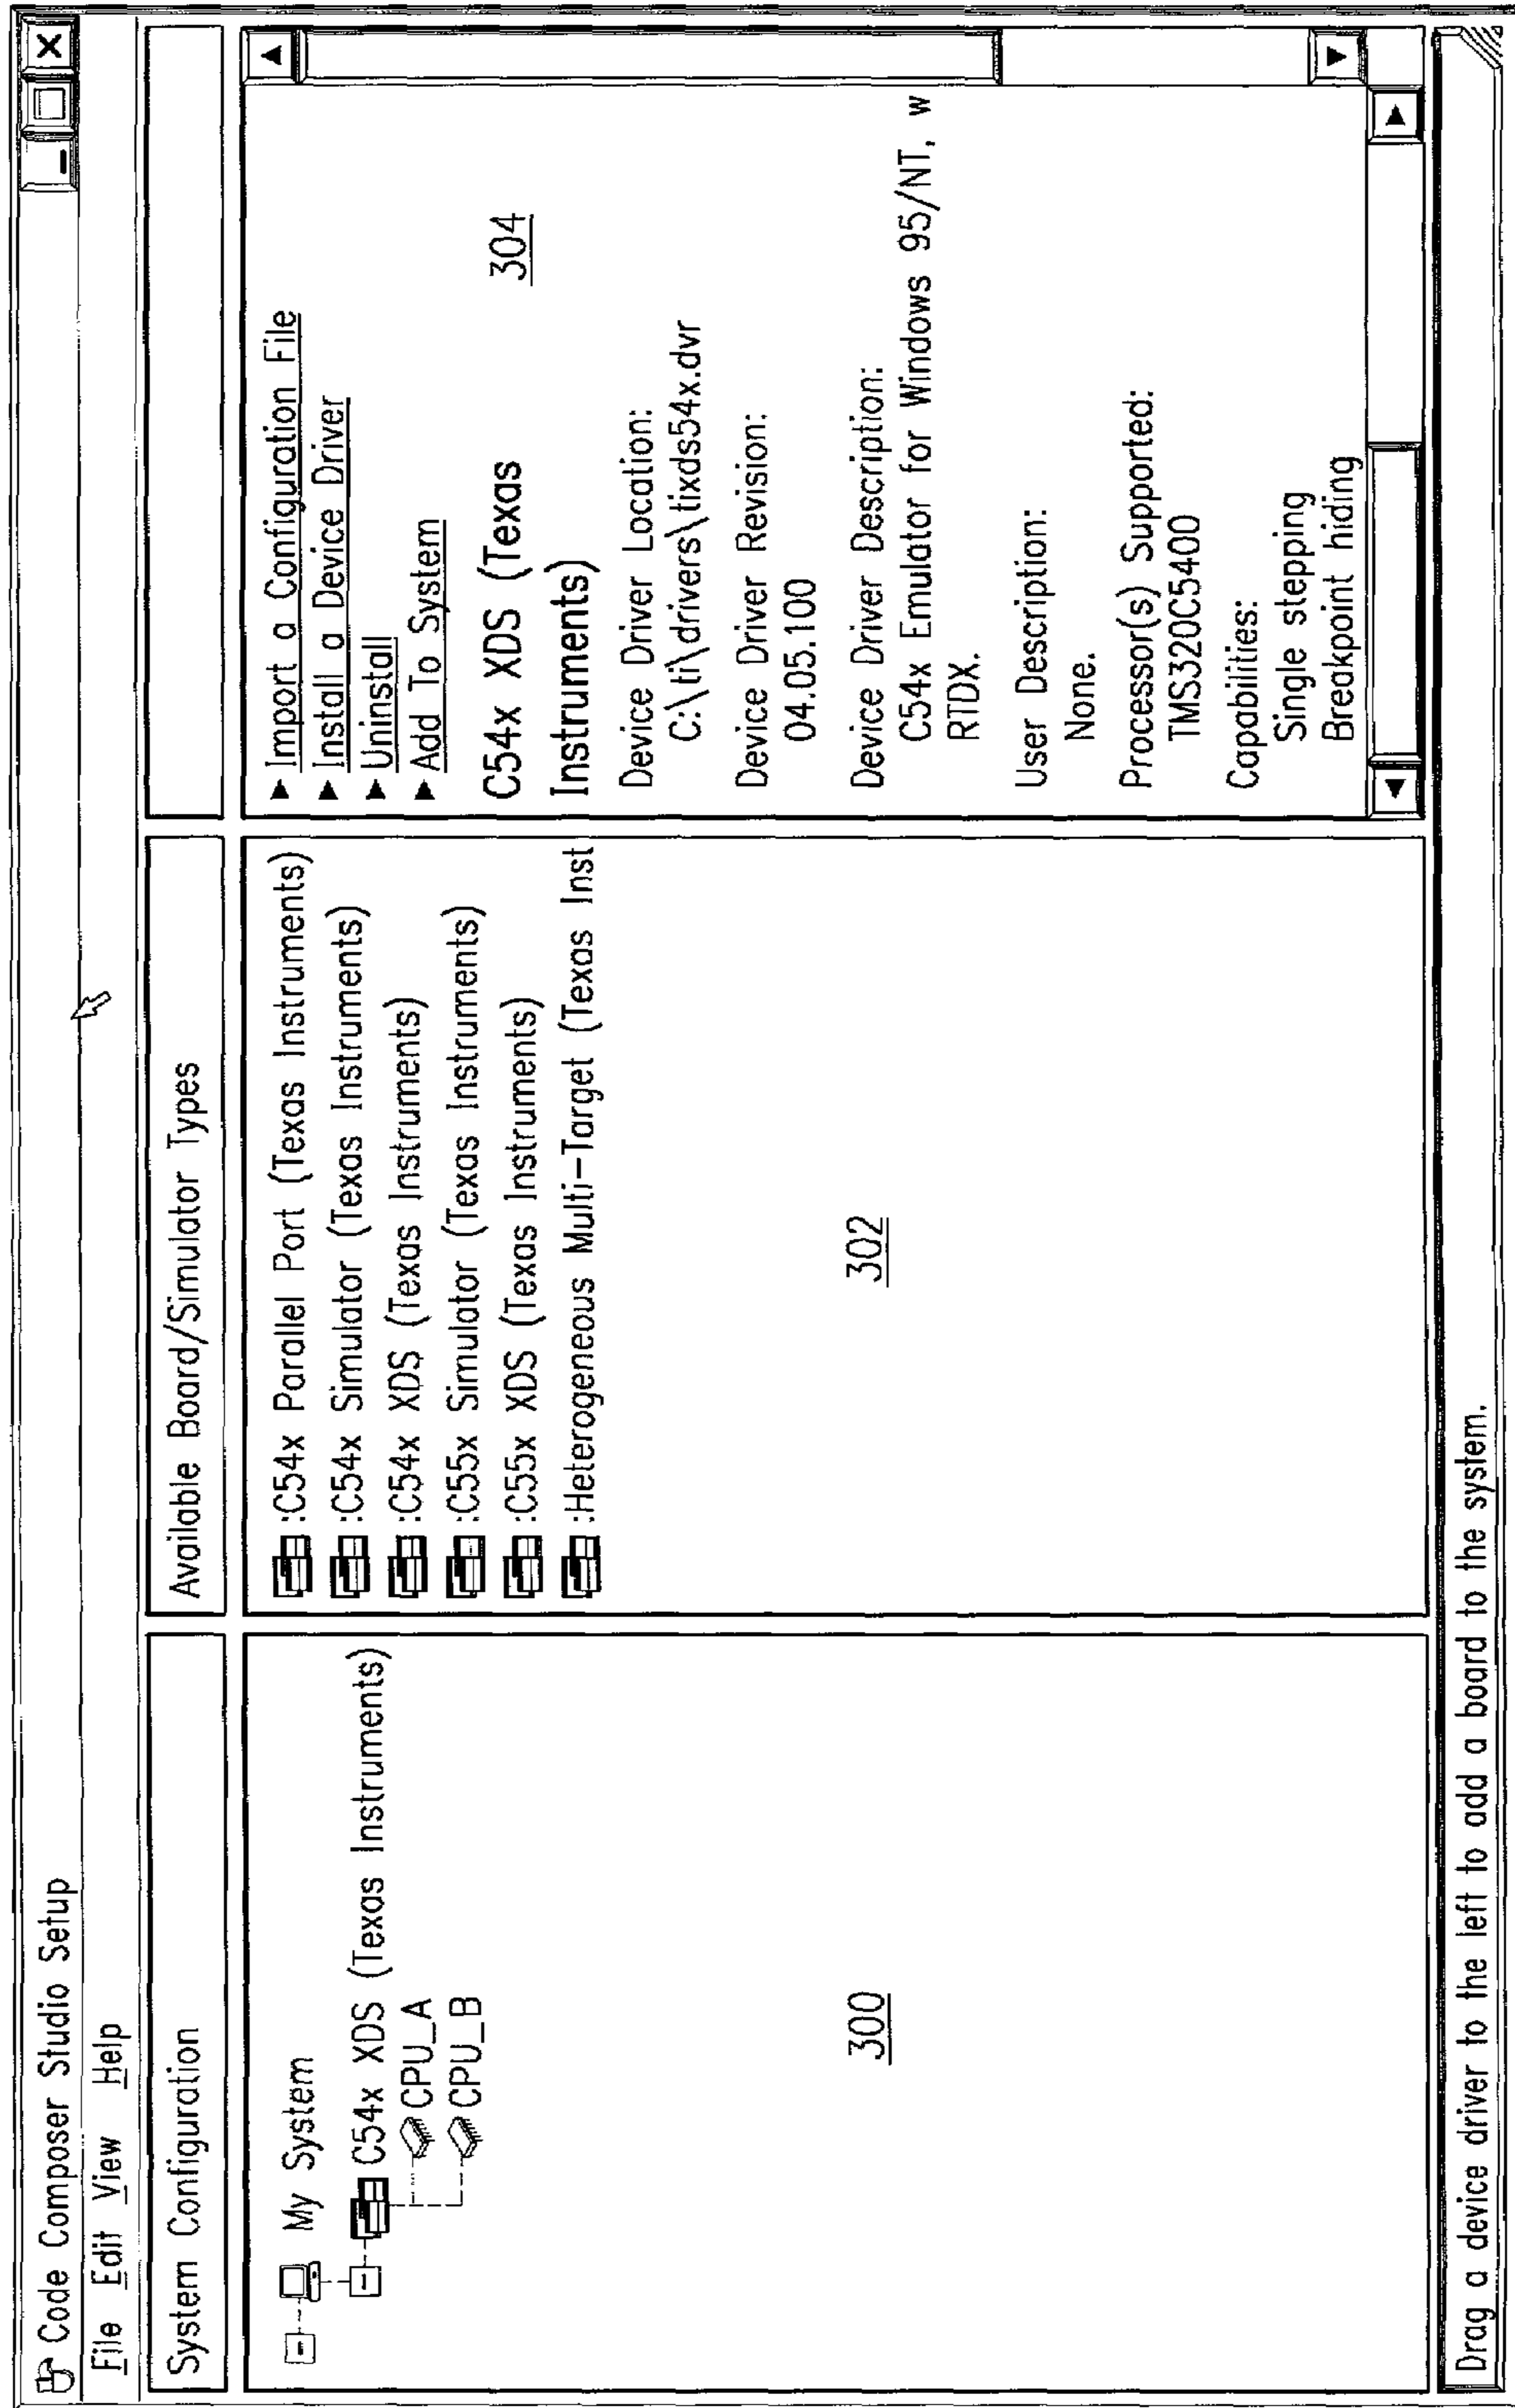 Code Composer Studio Setup
File Edit View Help
System Configuration
My System
C54x XDS (Texas Instruments)
CPU_A
CPU_B
300
Available Board/Simulator Types
:C54x Parallel Port (Texas Instruments)
:C54x Simulator (Texas Instruments)
:C54x XDS (Texas Instruments)
:C55x Simulator (Texas Instruments)
:C55x XDS (Texas Instruments)
:Heterogeneous Multi-Target (Texas Inst
302
Import a Configuration File
Install a Device Driver
Uninstall
Add To System
C54x XDS (Texas
Instruments)
304
Device Driver Location:
C:\ti\drivers\tixds54x.dvr
Device Driver Revision:
04.05.100
Device Driver Description:
C54x Emulator for Windows 95/NT, w
RTDX.
User Description:
None.
Processor(s) Supported:
TMS320C5400
Capabilities:
Single stepping
Breakpoint hiding
Drag a device driver to the left to add a board to the system.